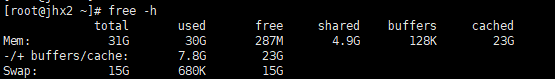 [root@jhx2 ~]# free -h
total used free shared buffers cached
Mem: 31G 30G 287M 4.9G 128K 23G
-/+ buffers/cache: 7.8G 23G
Swap: 15G 680K 15G